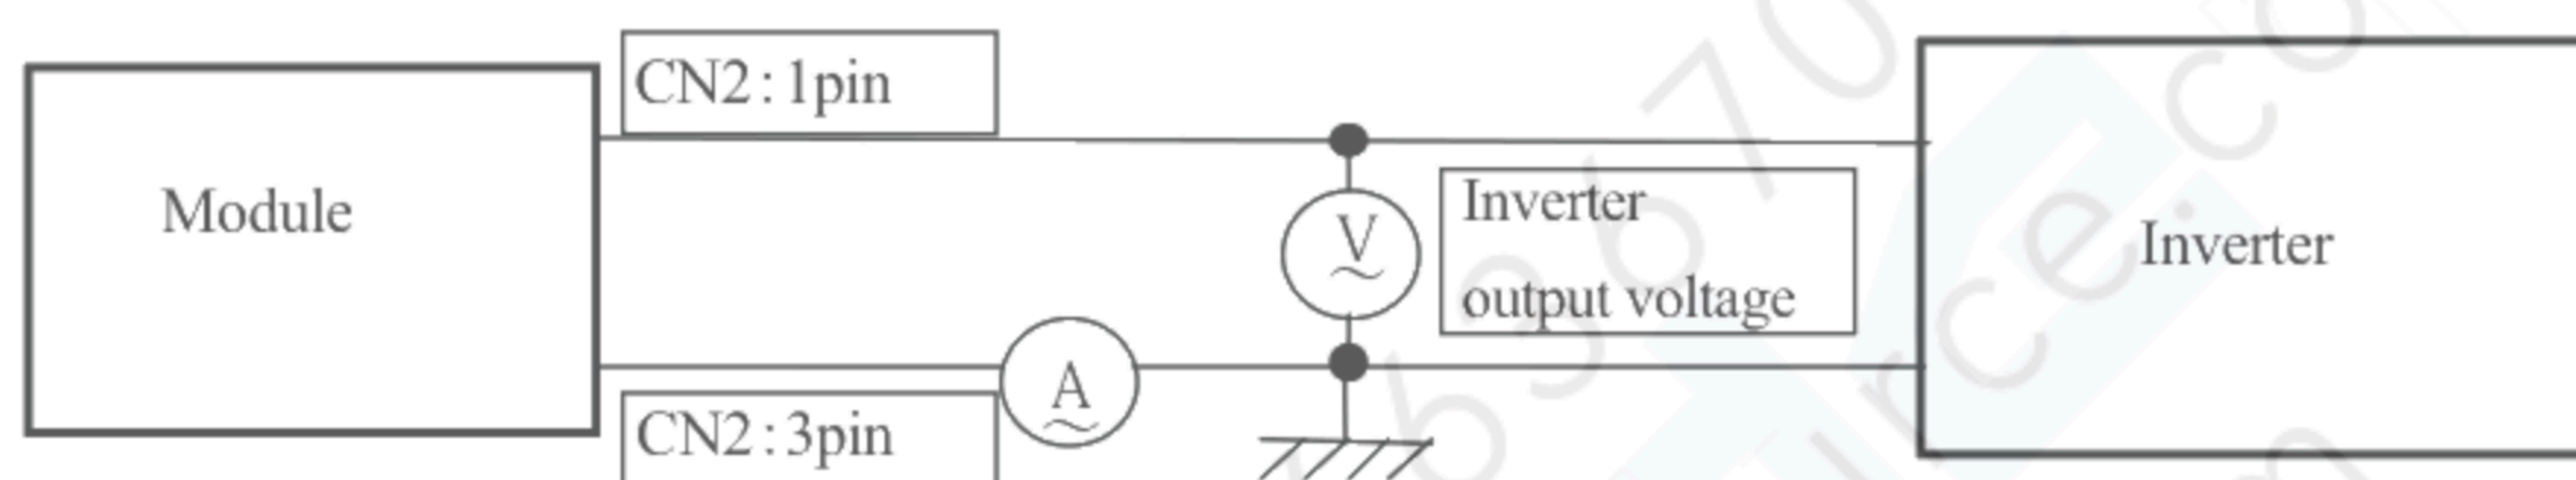 CN2: 1pin
Module
V
Inverter
output voltage
Inverter
A
CN2: 3pin